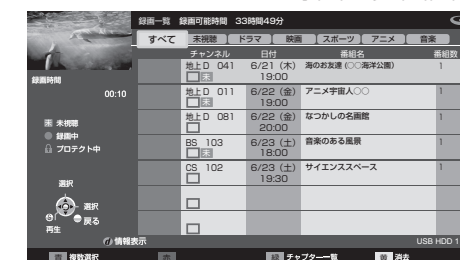 録画一覧 録画可能時間 33時間49分
すべて 未視聴 ドラマ 映画 スポーツ アニメ 音楽
チャンネル 日付 番組名 番組数
地上D 041 6/21 (木) 海のお友達 (○○海洋公園) 1
未 19:00
地上D 011 6/22 (金) アニメ宇宙人○○ 1
未 19:00
地上D 081 6/22 (金) なつかしの名画館 1
20:00
BS 103 6/23 (土) 音楽のある風景 1
未 18:00
CS 102 6/23 (土) サイエンススペース 1
19:30
録画時間
00:10
未 未視聴
録画中
プロテクト中
選択
選択
戻る
再生
情報表示
USB HDD 1
青 複数選択
緑 チャプター一覧
黄 消去